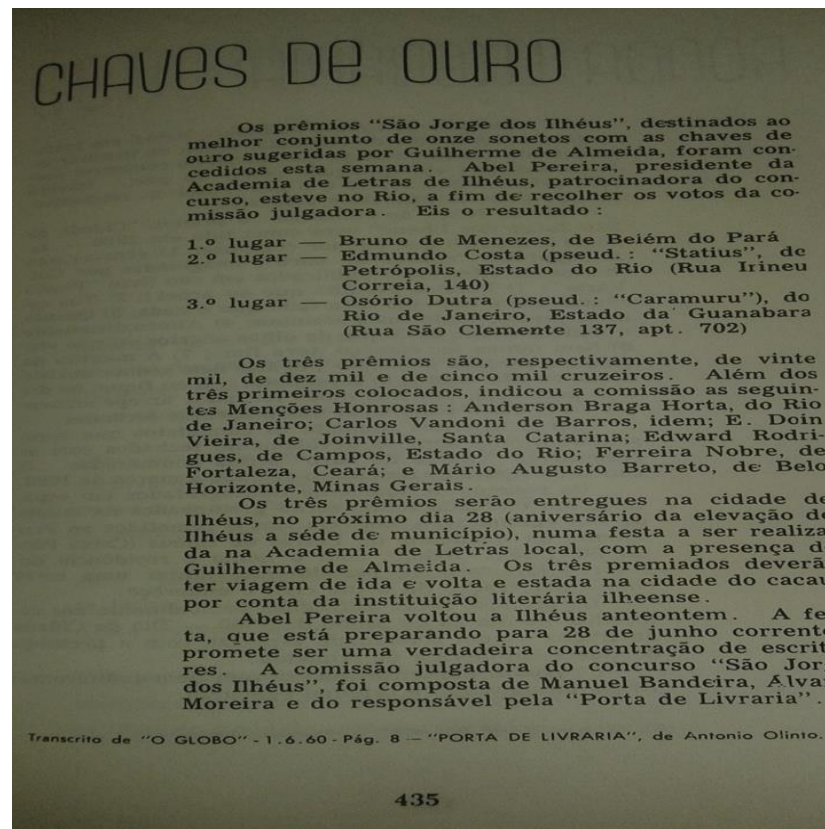 CHAVES DE OURO
Os prêmios "São Jorge dos Ilhéus", destinados ao
melhor conjunto de onze sonetos com as chaves de
ouro sugeridas por Guilherme de Almeida, foram con-
cedidos esta semana. Abel Pereira, presidente da
Academia de Letras de Ilhéus, patrocinadora do con-
curso, esteve no Rio, a fim de recolher os votos da co-
missão julgadora. Eis o resultado :
1.º lugar — Bruno de Menezes, de Belém do Pará
2.º lugar — Edmundo Costa (pseud. : "Statius", de
Petrópolis, Estado do Rio (Rua Irineu
Correia, 140)
3.º lugar — Osório Dutra (pseud. : "Caramuru"), do
Rio de Janeiro, Estado da Guanabara
(Rua São Clemente 137, apt. 702)
Os três prêmios são, respectivamente, de vinte
mil, de dez mil e de cinco mil cruzeiros. Além dos
três primeiros colocados, indicou a comissão as seguin-
tes Menções Honrosas : Anderson Braga Horta, do Rio
de Janeiro; Carlos Vandoni de Barros, idem; E. Doin
Vieira, de Joinville, Santa Catarina; Edward Rodri-
gues, de Campos, Estado do Rio; Ferreira Nobre, de
Fortaleza, Ceará; e Mário Augusto Barreto, de Belo
Horizonte, Minas Gerais.
Os três prêmios serão entregues na cidade de
Ilhéus, no próximo dia 28 (aniversário da elevação de
Ilhéus a séde de município), numa festa a ser realiza
da na Academia de Letras local, com a presença d
Guilherme de Almeida. Os três premiados deverã
ter viagem de ida e volta e estada na cidade do cacau
por conta da instituição literária ilheense.
Abel Pereira voltou a Ilhéus anteontem. A fe
ta, que está preparando para 28 de junho corrent
promete ser uma verdadeira concentração de escrit
res. A comissão julgadora do concurso "São Jor
dos Ilhéus", foi composta de Manuel Bandeira, Álva
Moreira e do responsável pela "Porta de Livraria".
Transcrito de "O GLOBO" - 1.6.60 - Pág. 8 — "PORTA DE LIVRARIA", de Antonio Olinto.
435